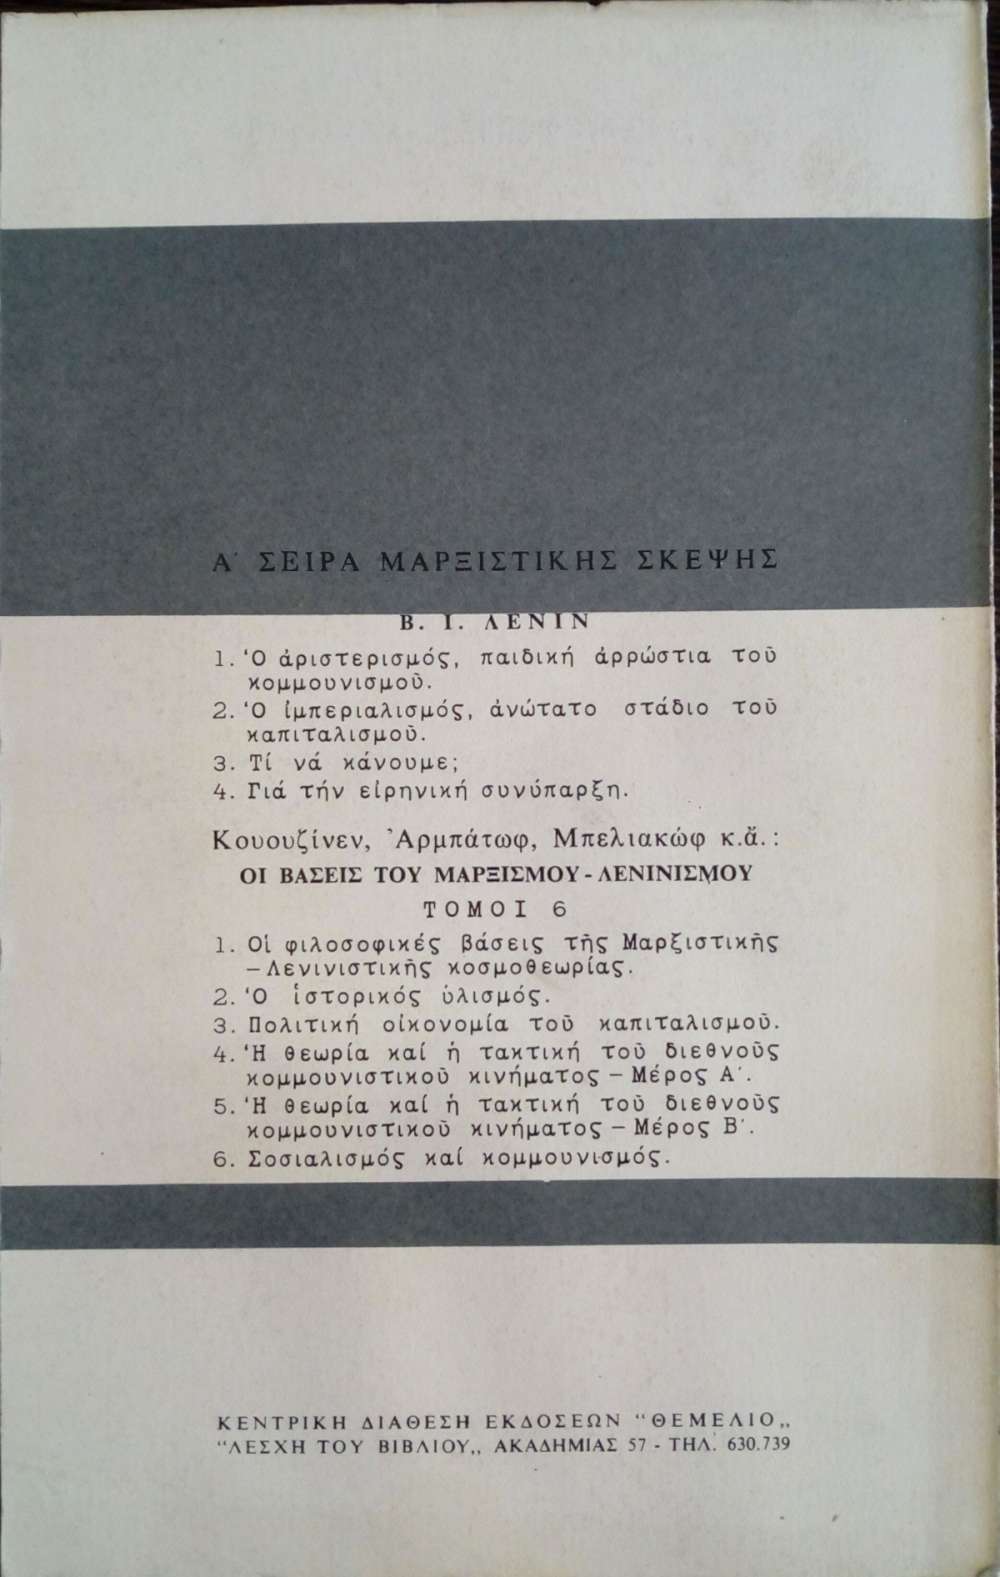 Α΄ ΣΕΙΡΑ ΜΑΡΞΙΣΤΙΚΗΣ ΣΚΕΨΗΣ
Β. Ι. ΛΕΝΙΝ
1. Ὁ ἀριστερισμός, παιδική ἀρρώστια τοῦ
κομμουνισμοῦ.
2. Ὁ ἰμπεριαλισμός, ἀνώτατο στάδιο τοῦ
καπιταλισμοῦ.
3. Τί νά κάνουμε;
4. Γιά τήν εἰρηνική συνύπαρξη.
Κουουζίνεν, Ἀρμπάτωφ, Μπελιακώφ κ.ἄ.:
ΟΙ ΒΑΣΕΙΣ ΤΟΥ ΜΑΡΞΙΣΜΟΥ - ΛΕΝΙΝΙΣΜΟΥ
ΤΟΜΟΙ 6
1. Οἱ φιλοσοφικές βάσεις τῆς Μαρξιστικῆς
– Λενινιστικῆς κοσμοθεωρίας.
2. Ὁ ἱστορικός ὑλισμός.
3. Πολιτική οἰκονομία τοῦ καπιταλισμοῦ.
4. Ἡ θεωρία καί ἡ τακτική τοῦ διεθνοῦς
κομμουνιστικοῦ κινήματος – Μέρος Α΄.
5. Ἡ θεωρία καί ἡ τακτική τοῦ διεθνοῦς
κομμουνιστικοῦ κινήματος – Μέρος Β΄.
6. Σοσιαλισμός καί κομμουνισμός.
ΚΕΝΤΡΙΚΗ ΔΙΑΘΕΣΗ ΕΚΔΟΣΕΩΝ “ΘΕΜΕΛΙΟ„
“ΛΕΣΧΗ ΤΟΥ ΒΙΒΛΙΟΥ„ ΑΚΑΔΗΜΙΑΣ 57 - ΤΗΛ. 630.739